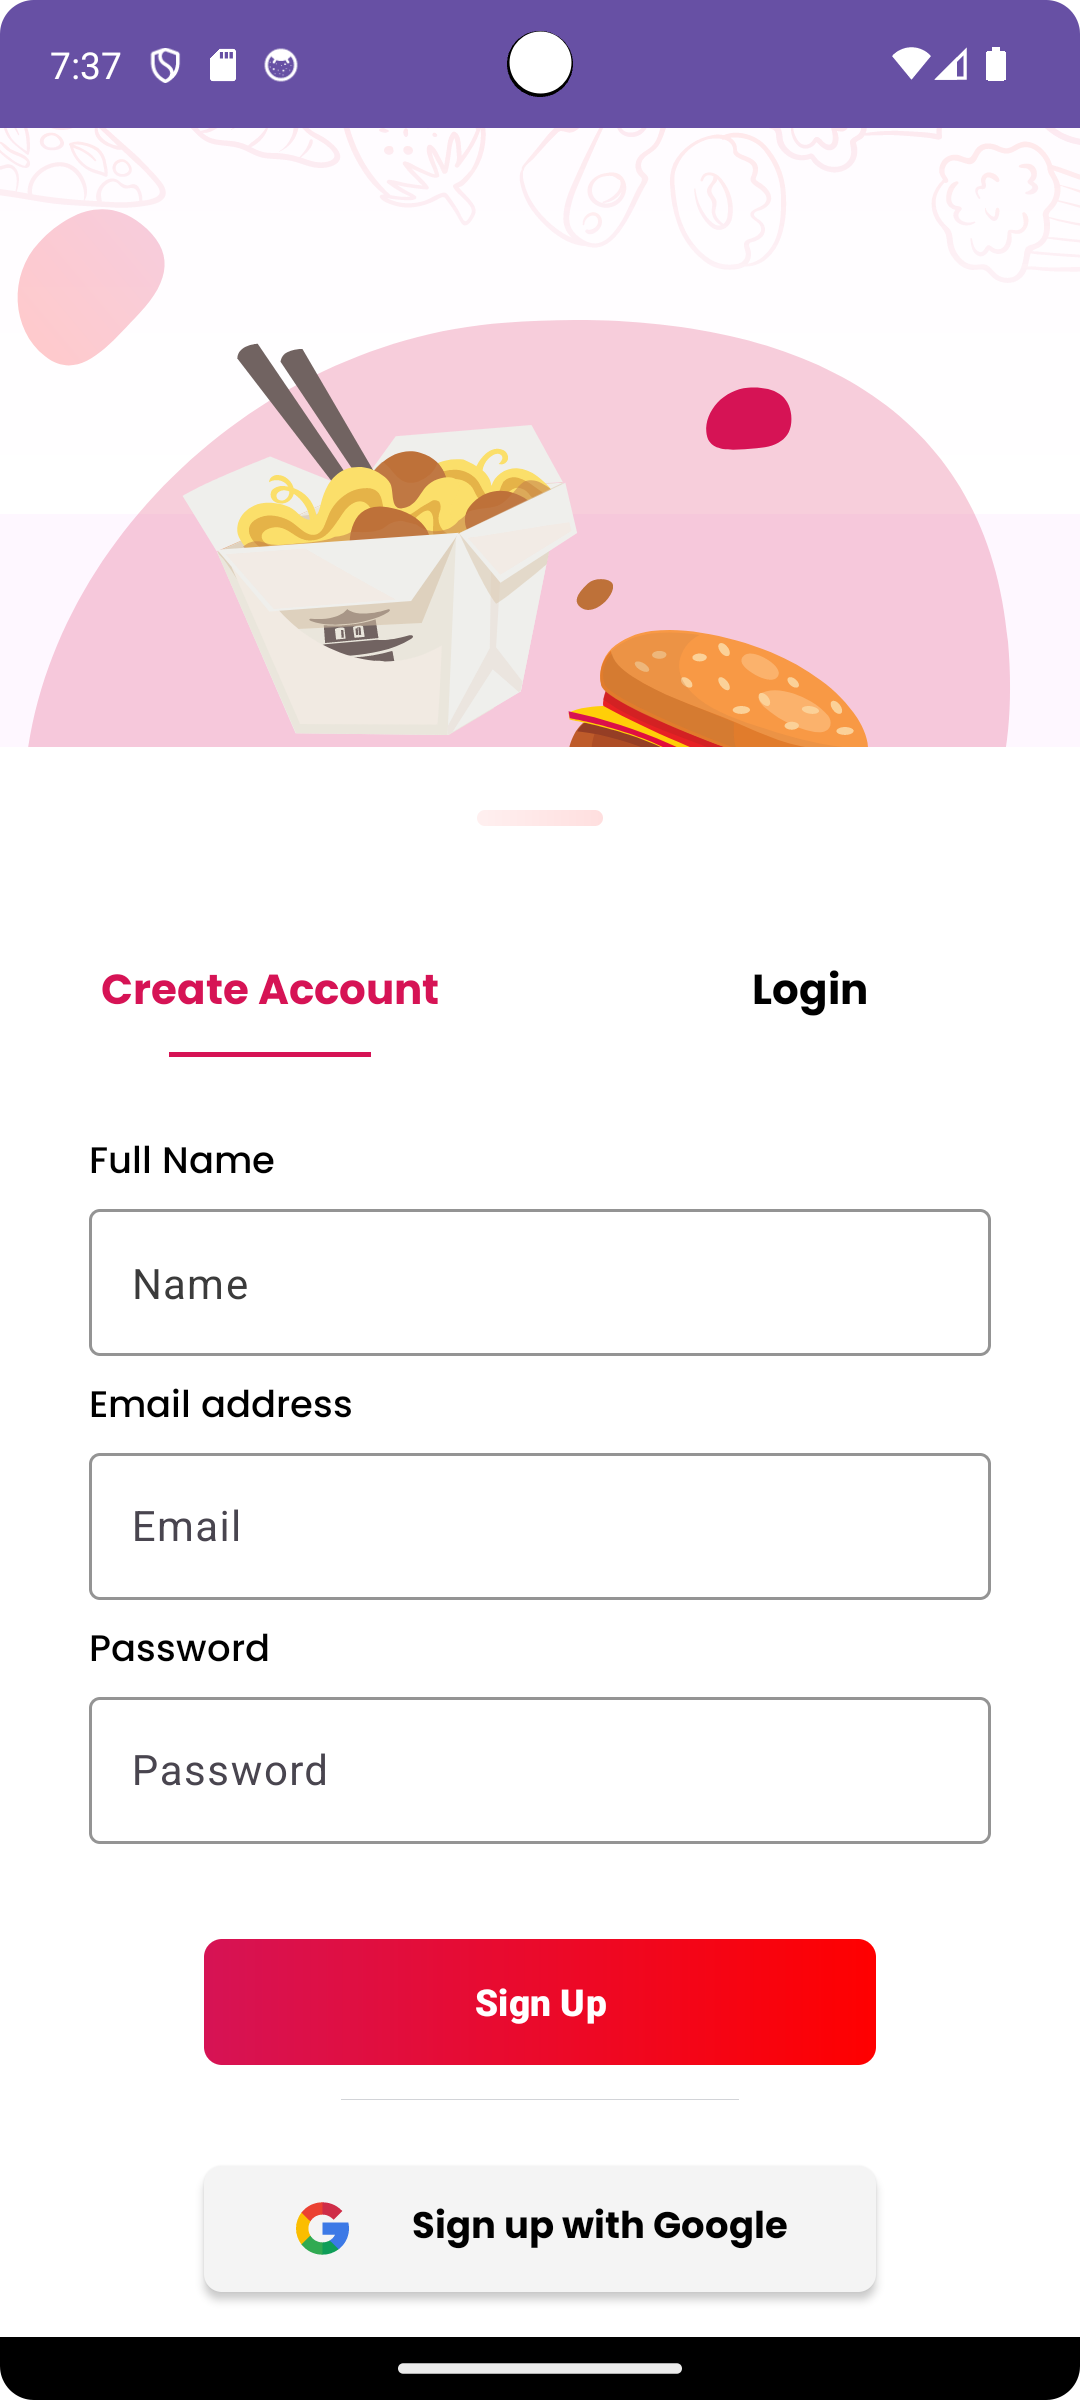 7:37
Create Account
Login
Full Name
Name
Email address
Email
Password
Password
Sign Up
Sign up with Google